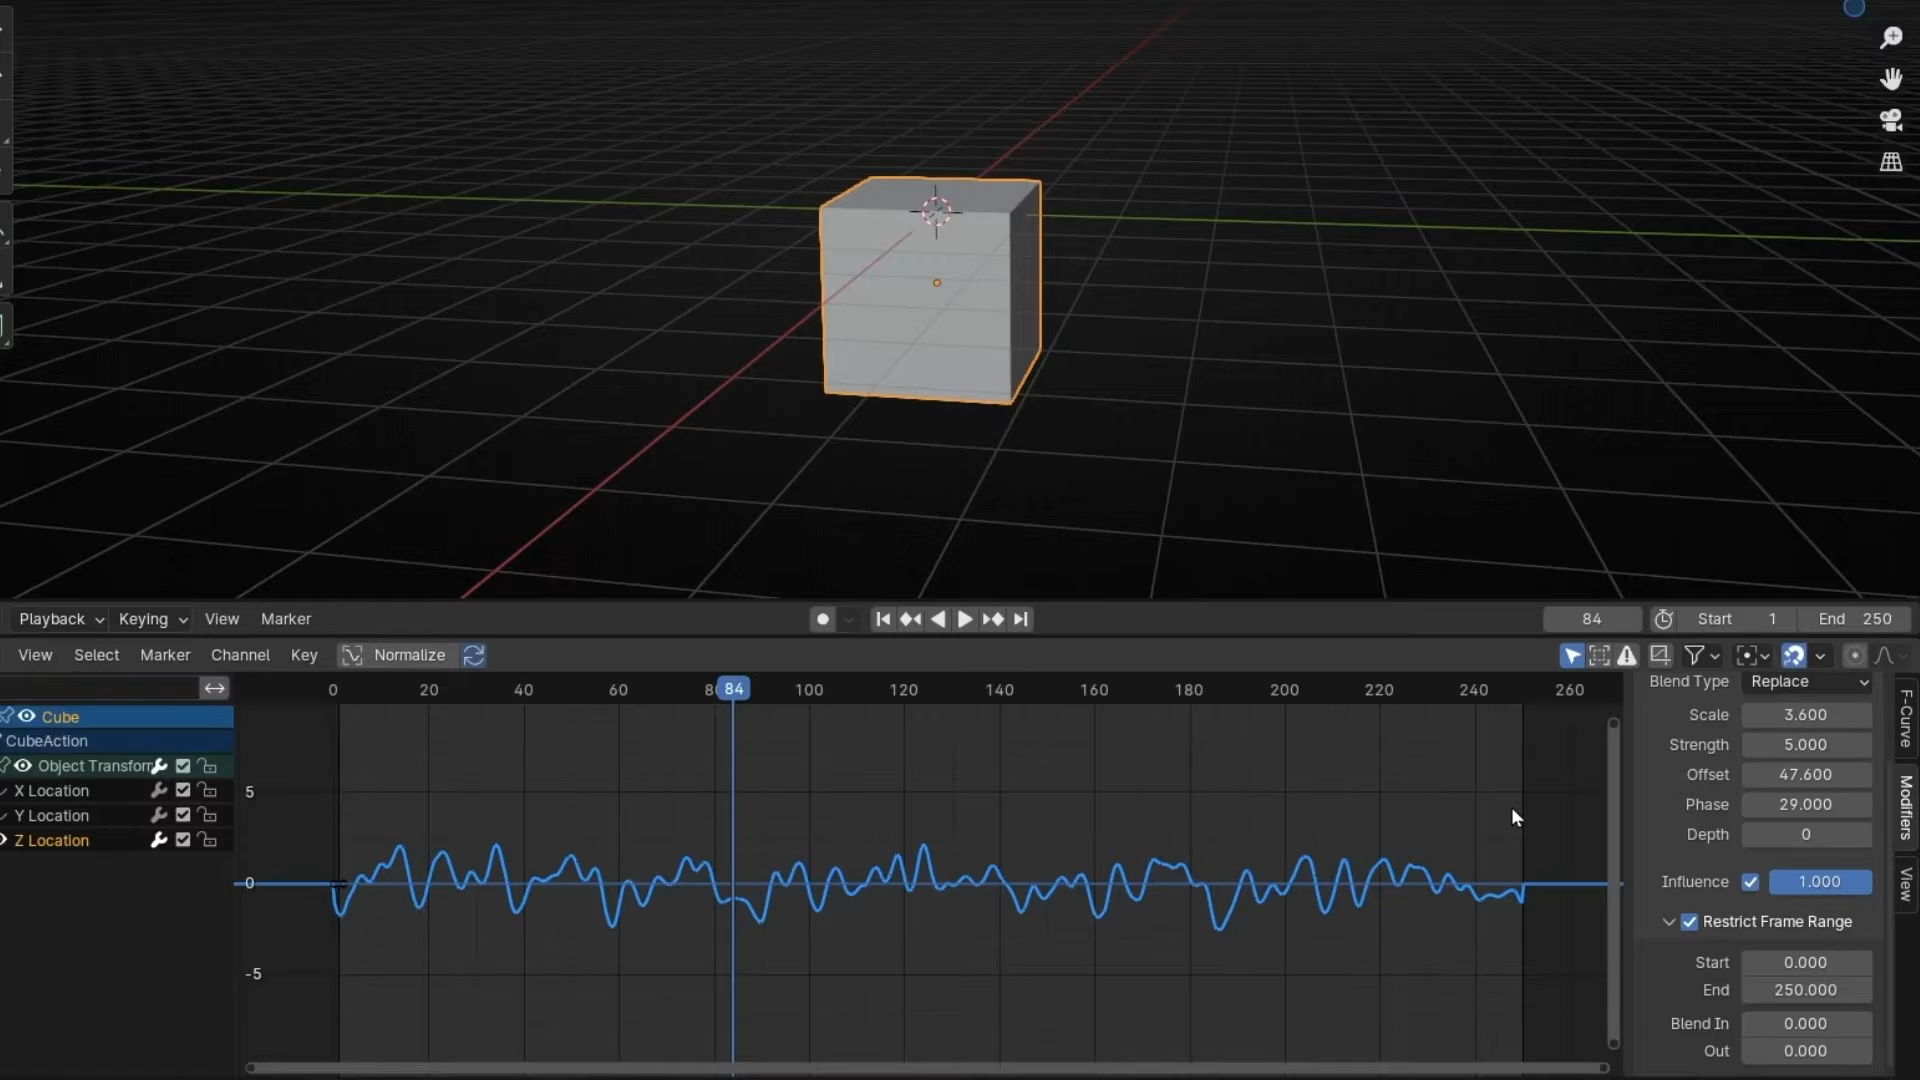 Playback Keying View Marker 84 Start 1 End 250
View Select Marker Channel Key Normalize
0 20 40 60 8 84 100 120 140 160 180 200 220 240 260
Blend Type Replace
Cube
CubeAction
Object Transform
X Location
Y Location
Z Location
5
0
-5
Scale 3.600
Strength 5.000
Offset 47.600
Phase 29.000
Depth 0
Influence 1.000
Restrict Frame Range
Start 0.000
End 250.000
Blend In 0.000
Out 0.000
F-Curve
Modifiers
View